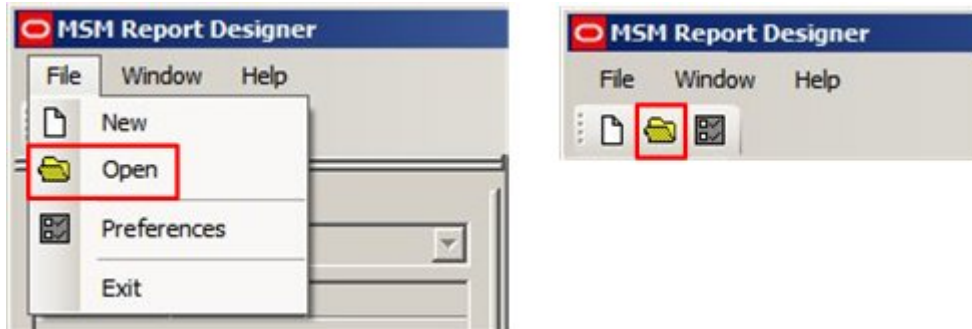 MSM Report Designer
File Window Help
New
Open
Preferences
Exit
MSM Report Designer
File Window Help